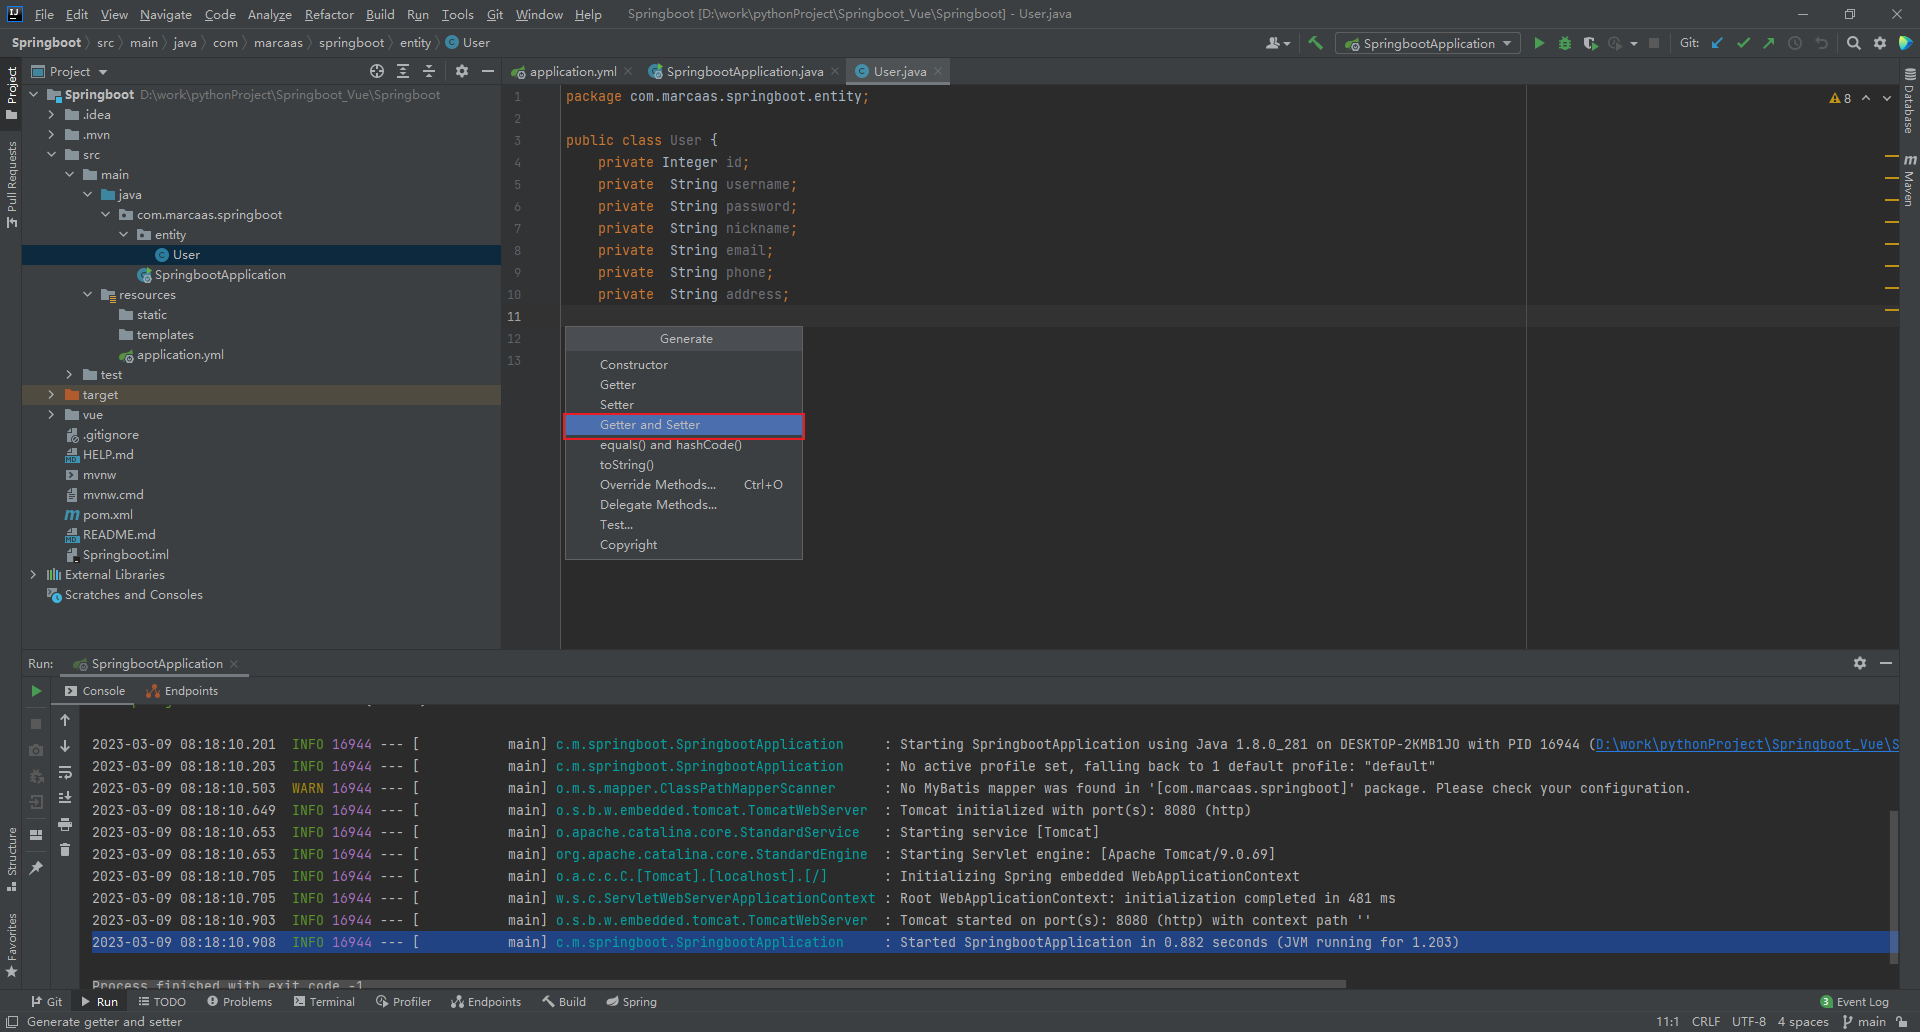 File Edit View Navigate Code Analyze Refactor Build Run Tools Git Window Help Springboot [D:\work\pythonProject\Springboot_Vue\Springboot] - User.java
Springboot src main java com marcaas springboot entity User
SpringbootApplication
Git:
Project
application.yml
SpringbootApplication.java
User.java
Springboot D:\work\pythonProject\Springboot_Vue\Springboot
.idea
.mvn
src
main
java
com.marcaas.springboot
entity
User
SpringbootApplication
resources
static
templates
application.yml
test
target
vue
.gitignore
HELP.md
mvnw
mvnw.cmd
pom.xml
README.md
Springboot.iml
External Libraries
Scratches and Consoles
Project
Pull Requests
Structure
Favorites
1 package com.marcaas.springboot.entity;
2
3 public class User {
4 private Integer id;
5 private  String username;
6 private  String password;
7 private  String nickname;
8 private  String email;
9 private  String phone;
10 private  String address;
11
12
13
8
Generate
Constructor
Getter
Setter
Getter and Setter
equals() and hashCode()
toString()
Override Methods... Ctrl+O
Delegate Methods...
Test...
Copyright
Database
Maven
Run: SpringbootApplication
Console Endpoints
2023-03-09 08:18:10.201  INFO 16944 --- [           main] c.m.springboot.SpringbootApplication     : Starting SpringbootApplication using Java 1.8.0_281 on DESKTOP-2KMB1JO with PID 16944 (D:\work\pythonProject\Springboot_Vue\S
2023-03-09 08:18:10.203  INFO 16944 --- [           main] c.m.springboot.SpringbootApplication     : No active profile set, falling back to 1 default profile: "default"
2023-03-09 08:18:10.503  WARN 16944 --- [           main] o.m.s.mapper.ClassPathMapperScanner      : No MyBatis mapper was found in '[com.marcaas.springboot]' package. Please check your configuration.
2023-03-09 08:18:10.649  INFO 16944 --- [           main] o.s.b.w.embedded.tomcat.TomcatWebServer  : Tomcat initialized with port(s): 8080 (http)
2023-03-09 08:18:10.653  INFO 16944 --- [           main] o.apache.catalina.core.StandardService   : Starting service [Tomcat]
2023-03-09 08:18:10.653  INFO 16944 --- [           main] org.apache.catalina.core.StandardEngine  : Starting Servlet engine: [Apache Tomcat/9.0.69]
2023-03-09 08:18:10.705  INFO 16944 --- [           main] o.a.c.c.C.[Tomcat].[localhost].[/]       : Initializing Spring embedded WebApplicationContext
2023-03-09 08:18:10.705  INFO 16944 --- [           main] w.s.c.ServletWebServerApplicationContext : Root WebApplicationContext: initialization completed in 481 ms
2023-03-09 08:18:10.903  INFO 16944 --- [           main] o.s.b.w.embedded.tomcat.TomcatWebServer  : Tomcat started on port(s): 8080 (http) with context path ''
2023-03-09 08:18:10.908  INFO 16944 --- [           main] c.m.springboot.SpringbootApplication     : Started SpringbootApplication in 0.882 seconds (JVM running for 1.203)
Process finished with exit code -1
Git Run TODO Problems Terminal Profiler Endpoints Build Spring 3 Event Log
Generate getter and setter 11:1 CRLF UTF-8 4 spaces main